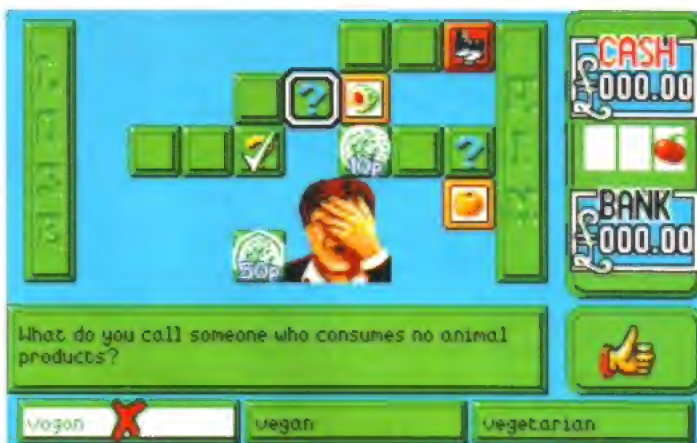 CASH
£000.00
?
10p
?
50p
BANK
£000.00
What do you call someone who consumes no animal
products?
vogon
vegan
vegetarian